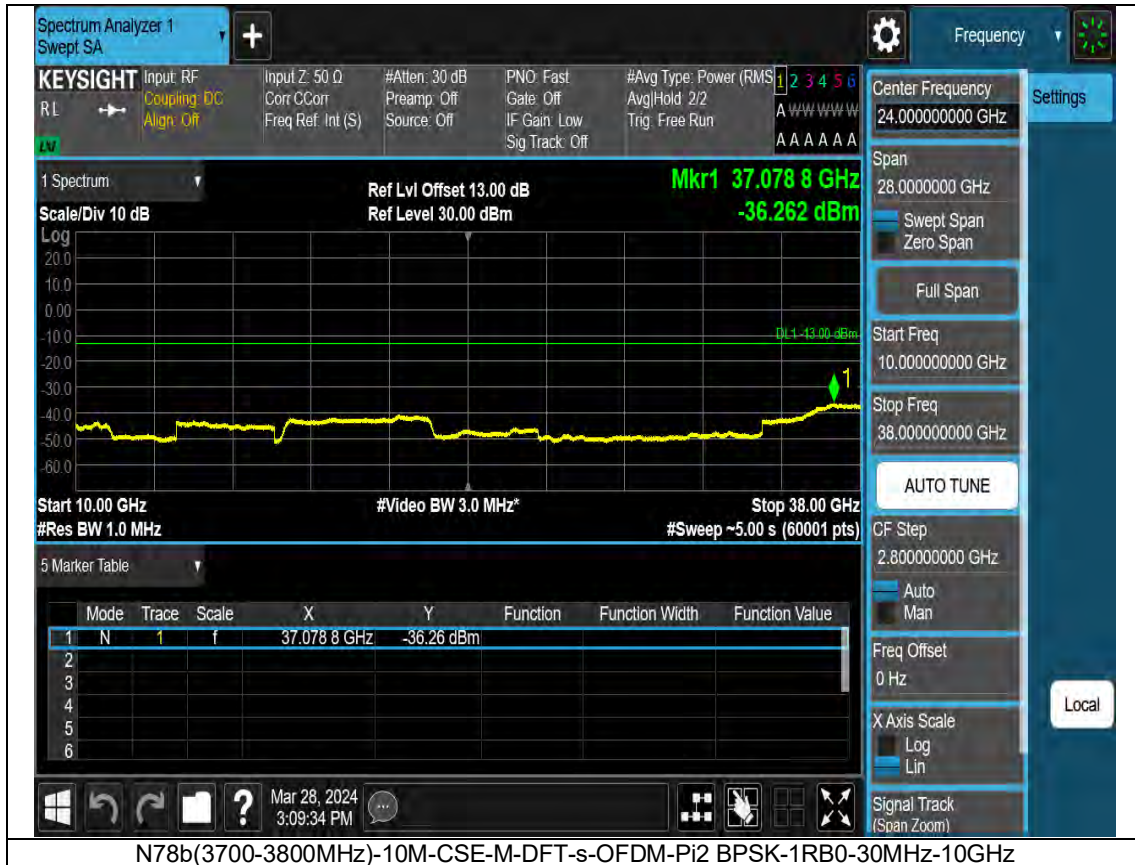 Spectrum Analyzer 1
Swept SA
+
Frequency
KEYSIGHT
RL
LXI
Input: RF
Coupling: DC
Align: Off
Input Z: 50 Ω
Corr CCorr
Freq Ref: Int (S)
#Atten: 30 dB
Preamp: Off
Source: Off
PNO: Fast
Gate: Off
IF Gain: Low
Sig Track: Off
#Avg Type: Power (RMS
Avg|Hold: 2/2
Trig: Free Run
1 2 3 4 5 6
A W W W W W
A A A A A A
1 Spectrum
Scale/Div 10 dB
Ref Lvl Offset 13.00 dB
Ref Level 30.00 dBm
Mkr1 37.078 8 GHz
-36.262 dBm
Log
20.0
10.0
0.00
-10.0
-20.0
-30.0
-40.0
-50.0
-60.0
DL1 -13.00 dBm
1
Start 10.00 GHz
#Res BW 1.0 MHz
#Video BW 3.0 MHz*
Stop 38.00 GHz
#Sweep ~5.00 s (60001 pts)
5 Marker Table
Mode Trace Scale X Y Function Function Width Function Value
1 N 1 f 37.078 8 GHz -36.26 dBm
2
3
4
5
6
Mar 28, 2024
3:09:34 PM
?
Center Frequency
24.000000000 GHz
Settings
Span
28.0000000 GHz
Swept Span
Zero Span
Full Span
Start Freq
10.000000000 GHz
Stop Freq
38.000000000 GHz
AUTO TUNE
CF Step
2.800000000 GHz
Auto
Man
Freq Offset
0 Hz
X Axis Scale
Log
Lin
Local
Signal Track
(Span Zoom)
N78b(3700-3800MHz)-10M-CSE-M-DFT-s-OFDM-Pi2 BPSK-1RB0-30MHz-10GHz